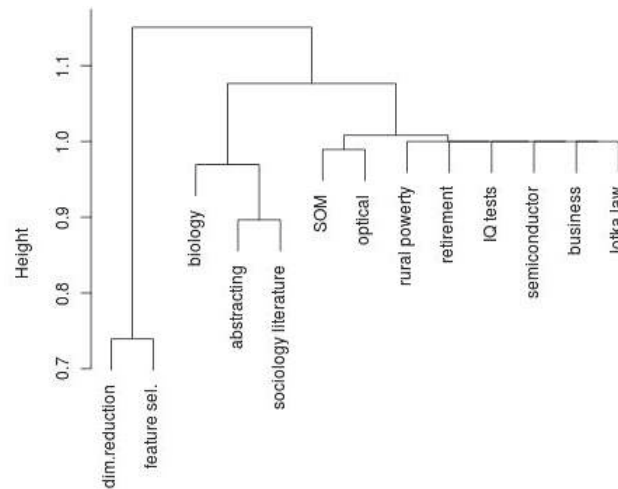 Height
1.1
1.0
0.9
0.8
0.7
dim.reduction
feature sel.
biology
abstracting
sociology literature
SOM
optical
rural powerty
retirement
IQ tests
semiconductor
business
lotka law